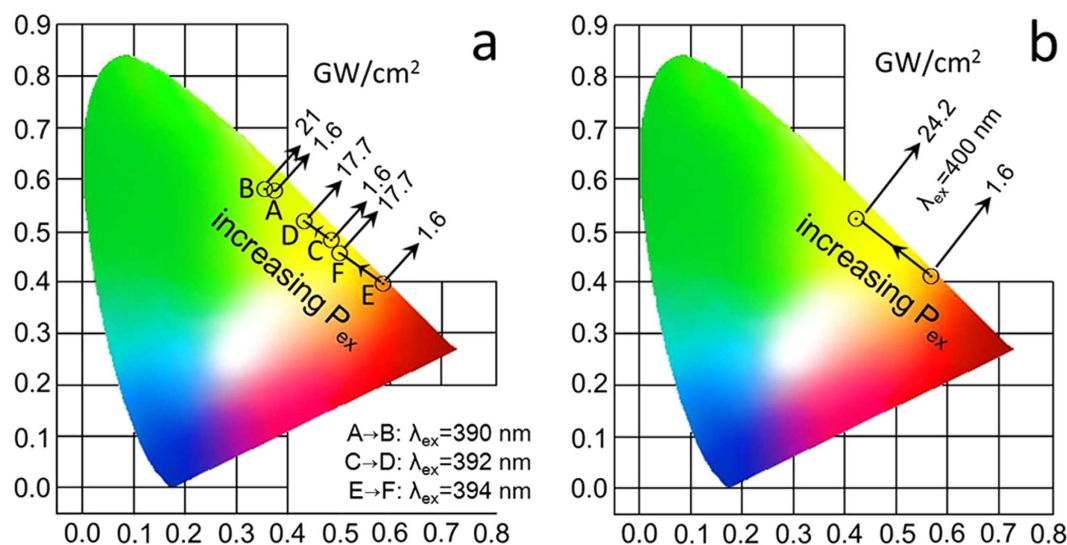 a
GW/cm²
0.9
0.8
0.7
0.6
0.5
0.4
0.3
0.2
0.1
0.0
0.0 0.1 0.2 0.3 0.4 0.5 0.6 0.7 0.8
21
1.6
17.7
1.6
17.7
1.6
B
A
D
C
F
E
increasing Pex
A→B: λex=390 nm
C→D: λex=392 nm
E→F: λex=394 nm
b
GW/cm²
0.9
0.8
0.7
0.6
0.5
0.4
0.3
0.2
0.1
0.0
0.0 0.1 0.2 0.3 0.4 0.5 0.6 0.7 0.8
24.2
λex=400 nm
1.6
increasing Pex